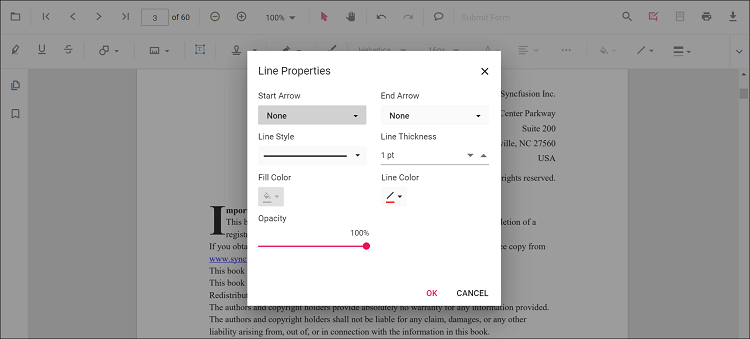 3 of 60 100% Submit Form
Helvetica 16px
Line Properties
Start Arrow End Arrow
None None
Line Style Line Thickness
1 pt
Fill Color Line Color
Opacity
100%
OK CANCEL
Syncfusion Inc.
Center Parkway
Suite 200
ville, NC 27560
USA
rights reserved.
Impor
This b letion of a
registr
If you obta ee copy from
www.sync
This book
This book
Redistribut
The authors and copyright holders provide absolutely no warranty for any information provided.
The authors and copyright holders shall not be liable for any claim, damages, or any other
liability arising from, out of, or in connection with the information in this book.